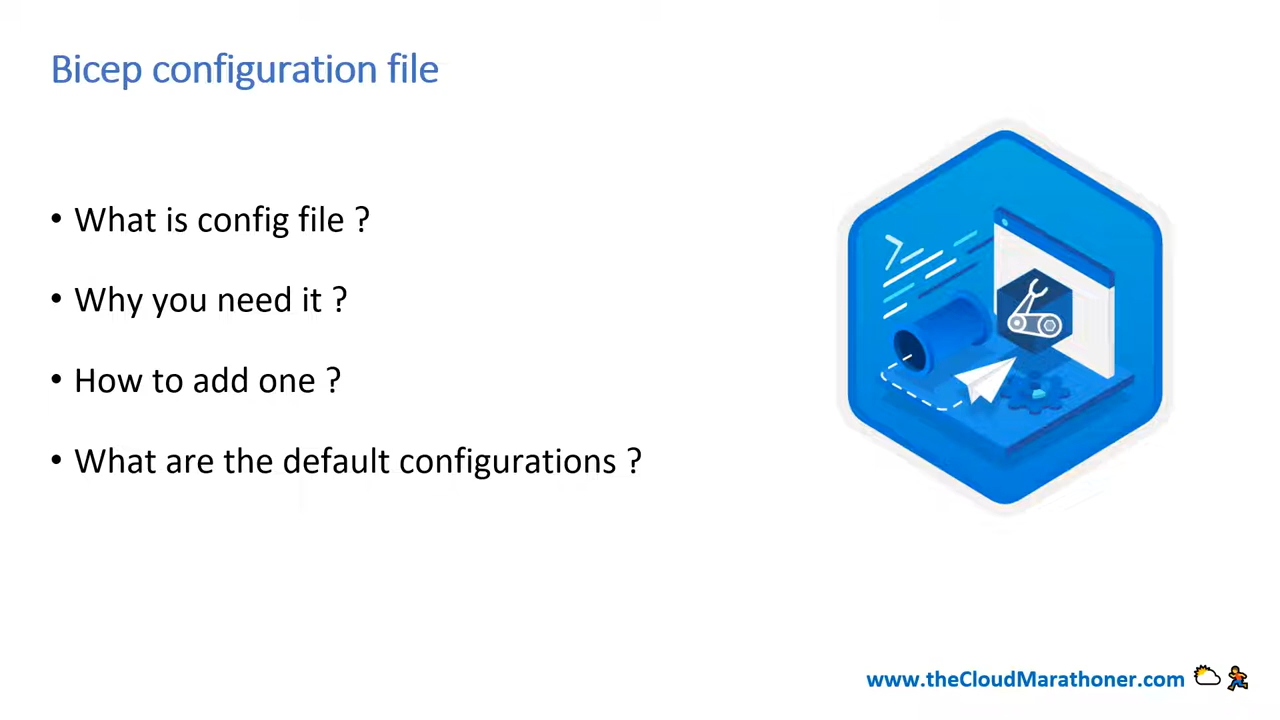 Bicep configuration file
• What is config file ?
• Why you need it ?
• How to add one ?
• What are the default configurations ?
www.theCloudMarathoner.com